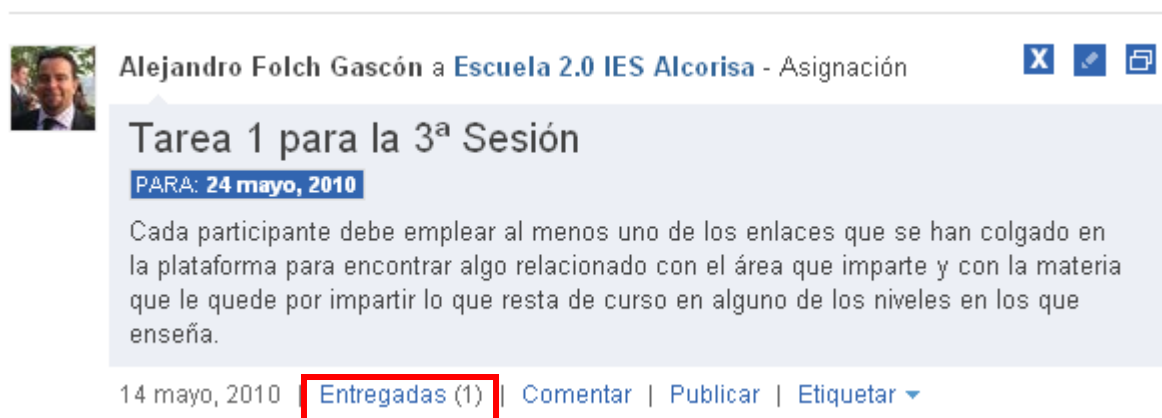 Alejandro Folch Gascón a Escuela 2.0 IES Alcorisa - Asignación
X
Tarea 1 para la 3ª Sesión
PARA: 24 mayo, 2010
Cada participante debe emplear al menos uno de los enlaces que se han colgado en
la plataforma para encontrar algo relacionado con el área que imparte y con la materia
que le quede por impartir lo que resta de curso en alguno de los niveles en los que
enseña.
14 mayo, 2010 | Entregadas (1) | Comentar | Publicar | Etiquetar